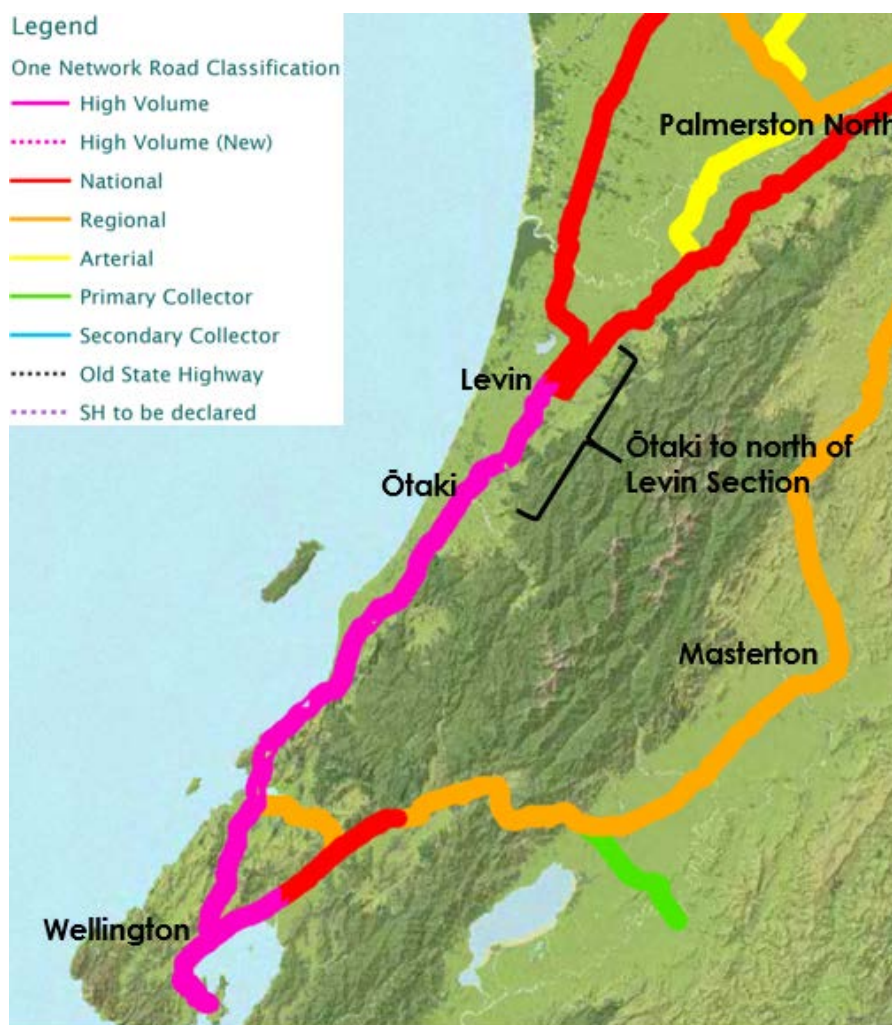 Legend
One Network Road Classification
High Volume
High Volume (New)
National
Regional
Arterial
Primary Collector
Secondary Collector
Old State Highway
SH to be declared
Palmerston North
Levin
Ōtaki to north of
Levin Section
Ōtaki
Masterton
Wellington